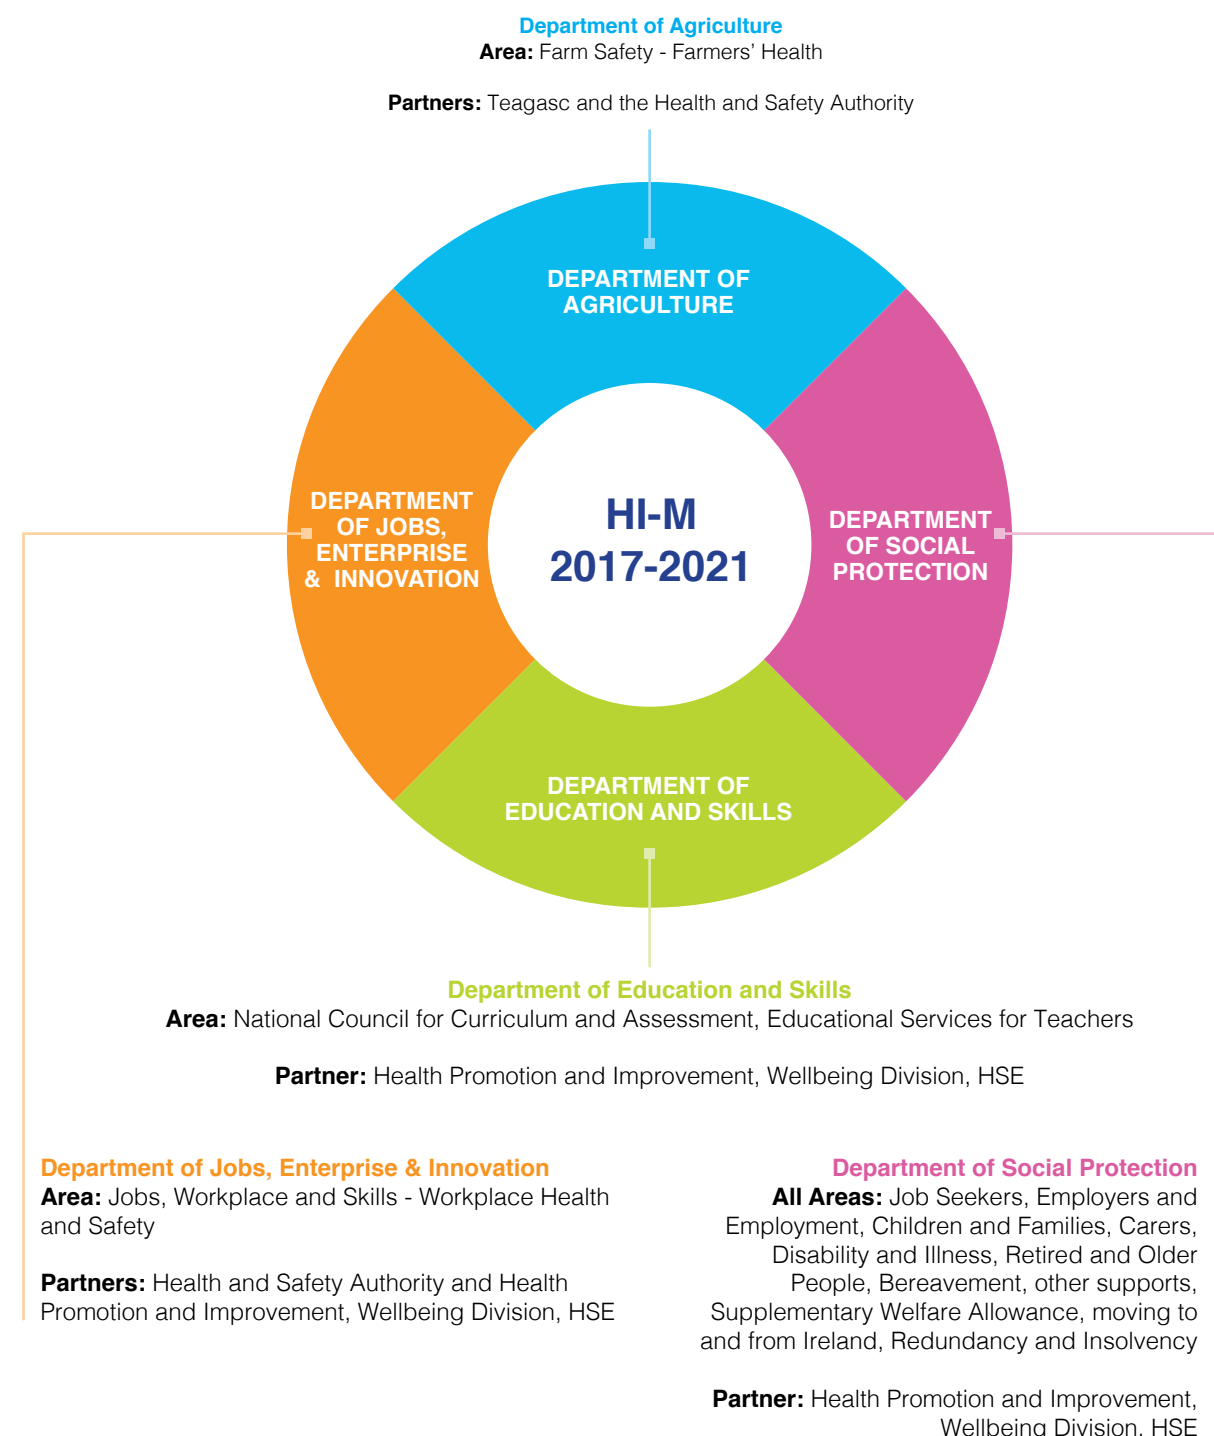 Department of Agriculture
Area: Farm Safety - Farmers' Health
Partners: Teagasc and the Health and Safety Authority
DEPARTMENT OF
AGRICULTURE
DEPARTMENT
OF JOBS,
ENTERPRISE
& INNOVATION
HI-M
2017-2021
DEPARTMENT
OF SOCIAL
PROTECTION
DEPARTMENT OF
EDUCATION AND SKILLS
Department of Education and Skills
Area: National Council for Curriculum and Assessment, Educational Services for Teachers
Partner: Health Promotion and Improvement, Wellbeing Division, HSE
Department of Jobs, Enterprise & Innovation
Area: Jobs, Workplace and Skills - Workplace Health
and Safety
Partners: Health and Safety Authority and Health
Promotion and Improvement, Wellbeing Division, HSE
Department of Social Protection
All Areas: Job Seekers, Employers and
Employment, Children and Families, Carers,
Disability and Illness, Retired and Older
People, Bereavement, other supports,
Supplementary Welfare Allowance, moving to
and from Ireland, Redundancy and Insolvency
Partner: Health Promotion and Improvement,
Wellbeing Division, HSE